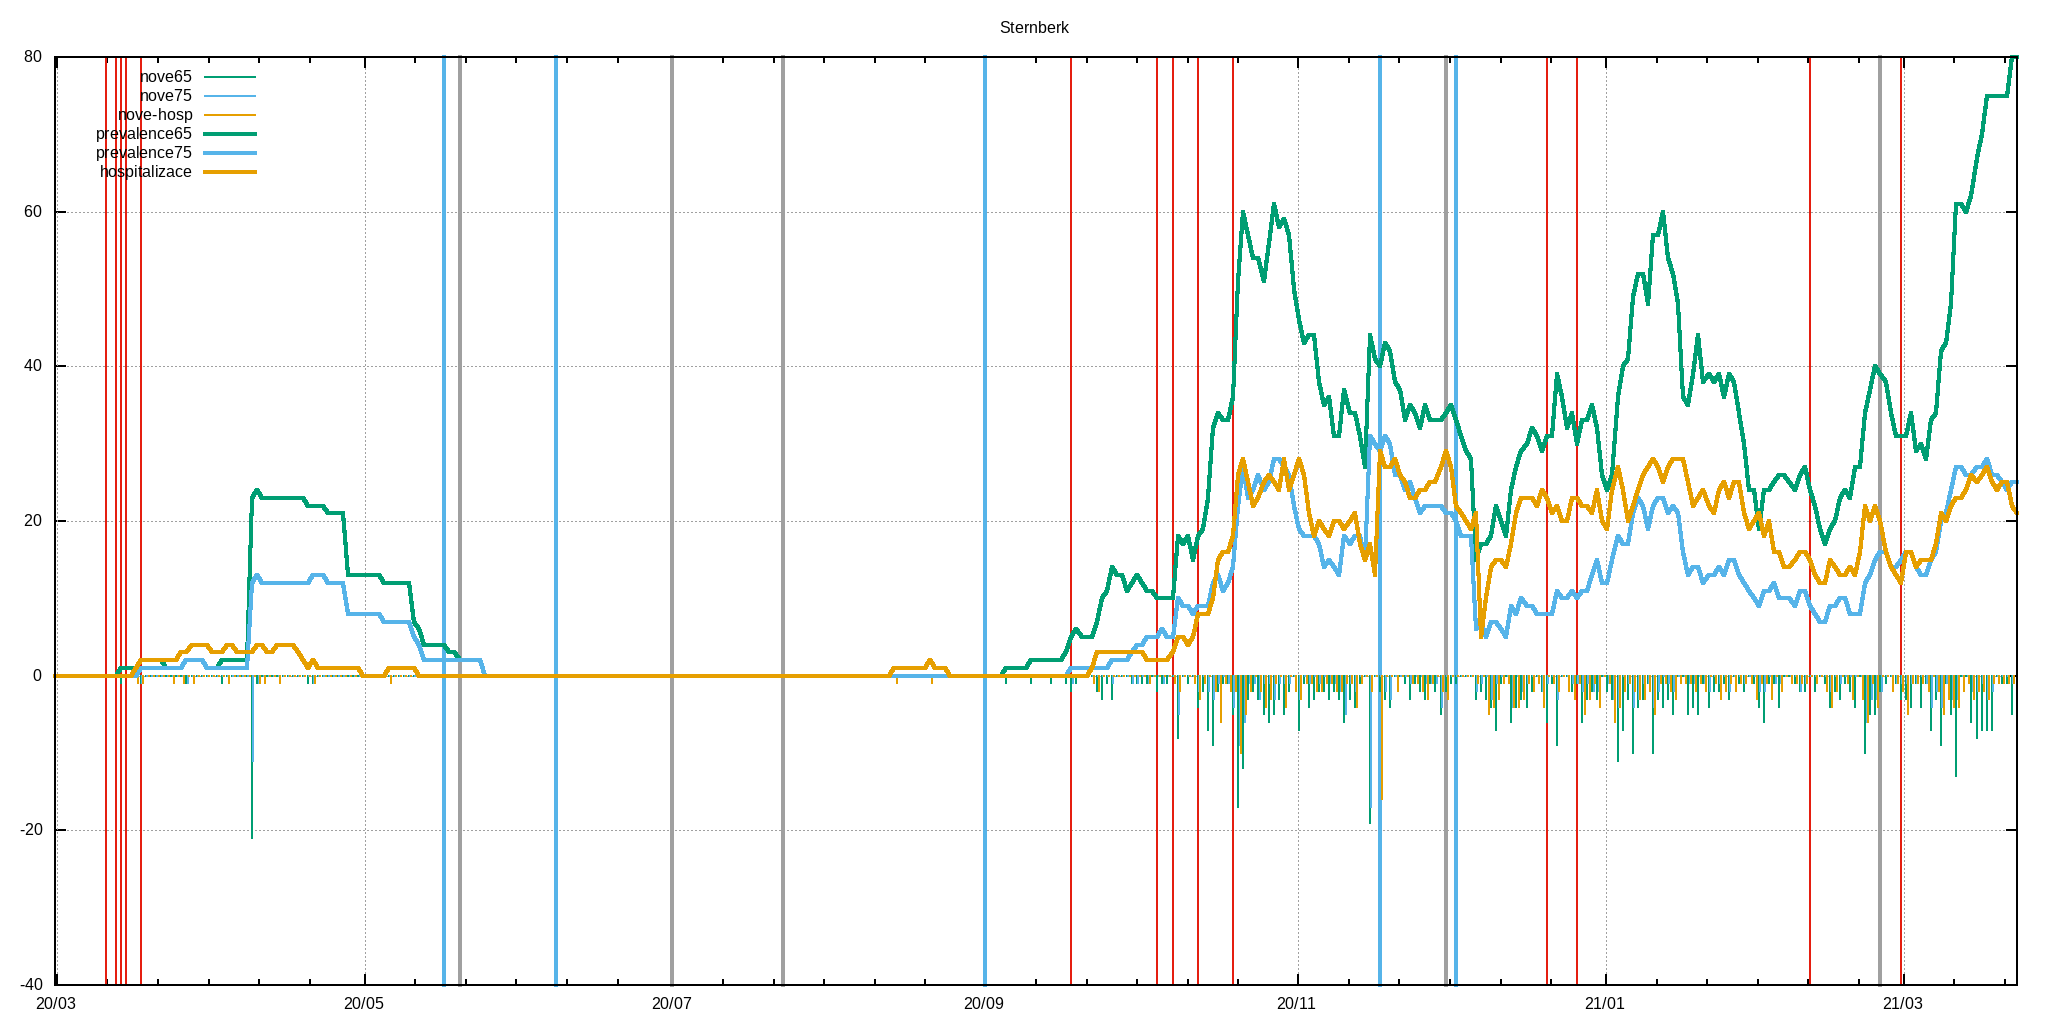 Sternberk
80
nove65
nove75
nove-hosp
prevalence65
prevalence75
hospitalizace
60
40
20
0
-20
-40
20/03 20/05 20/07 20/09 20/11 21/01 21/03